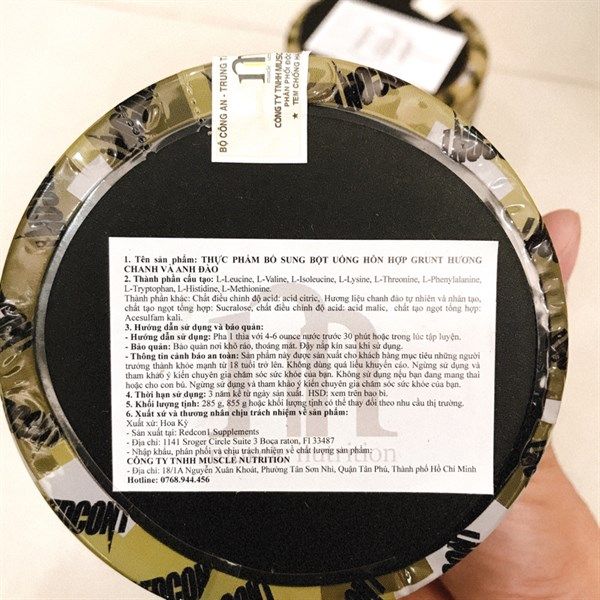 BỘ CÔNG AN - TRUNG T
CÔNG TY TNHH MUSC
PHÂN PHỐI ĐỘC
★ TEM CHỐNG H
1. Tên sản phẩm: THỰC PHẨM BỔ SUNG BỘT UỐNG HỖN HỢP GRUNT HƯƠNG
CHANH VÀ ANH ĐÀO
2. Thành phần cấu tạo: L-Leucine, L-Valine, L-Isoleucine, L-Lysine, L-Threonine, L-Phenylalanine,
L-Tryptophan, L-Histidine, L-Methionine.
Thành phần khác: Chất điều chỉnh độ acid: acid citric, Hương liệu chanh đào tự nhiên và nhân tạo,
chất tạo ngọt tổng hợp: Sucralose, chất điều chỉnh độ acid: acid malic, chất tạo ngọt tổng hợp:
Acesulfam kali.
3. Hướng dẫn sử dụng và bảo quản:
- Hướng dẫn sử dụng: Pha 1 thìa với 4-6 ounce nước trước 30 phút hoặc trong lúc tập luyện.
- Bảo quản: Bảo quản nơi khô ráo, thoáng mát. Đậy nắp kín sau khi sử dụng.
- Thông tin cảnh báo an toàn: Sản phẩm này được sản xuất cho khách hàng mục tiêu những người
trưởng thành khỏe mạnh từ 18 tuổi trở lên. Không dùng quá liều khuyến cáo. Ngừng sử dụng và
tham khảo ý kiến chuyên gia chăm sóc sức khỏe của bạn. Không sử dụng nếu bạn đang mang thai
hoặc cho con bú. Ngừng sử dụng và tham khảo ý kiến chuyên gia chăm sóc sức khỏe của bạn.
4. Thời hạn sử dụng: 3 năm kể từ ngày sản xuất. HSD: xem trên bao bì.
5. Khối lượng tịnh: 285 g, 855 g hoặc khối lượng tịnh có thể thay đổi theo nhu cầu thị trường.
6. Xuất xứ và thương nhân chịu trách nhiệm về sản phẩm:
Xuất xứ: Hoa Kỳ
- Sản xuất tại: Redcon1 Supplements
- Địa chỉ: 1141 Sroger Circle Suite 3 Boca raton, Fl 33487
- Nhập khẩu, phân phối và chịu trách nhiệm về chất lượng sản phẩm:
CÔNG TY TNHH MUSCLE NUTRITION
- Địa chỉ: 18/1A Nguyễn Xuân Khoát, Phường Tân Sơn Nhì, Quận Tân Phú, Thành phố Hồ Chí Minh
Hotline: 0768.944.456
nutrition
EDCON1